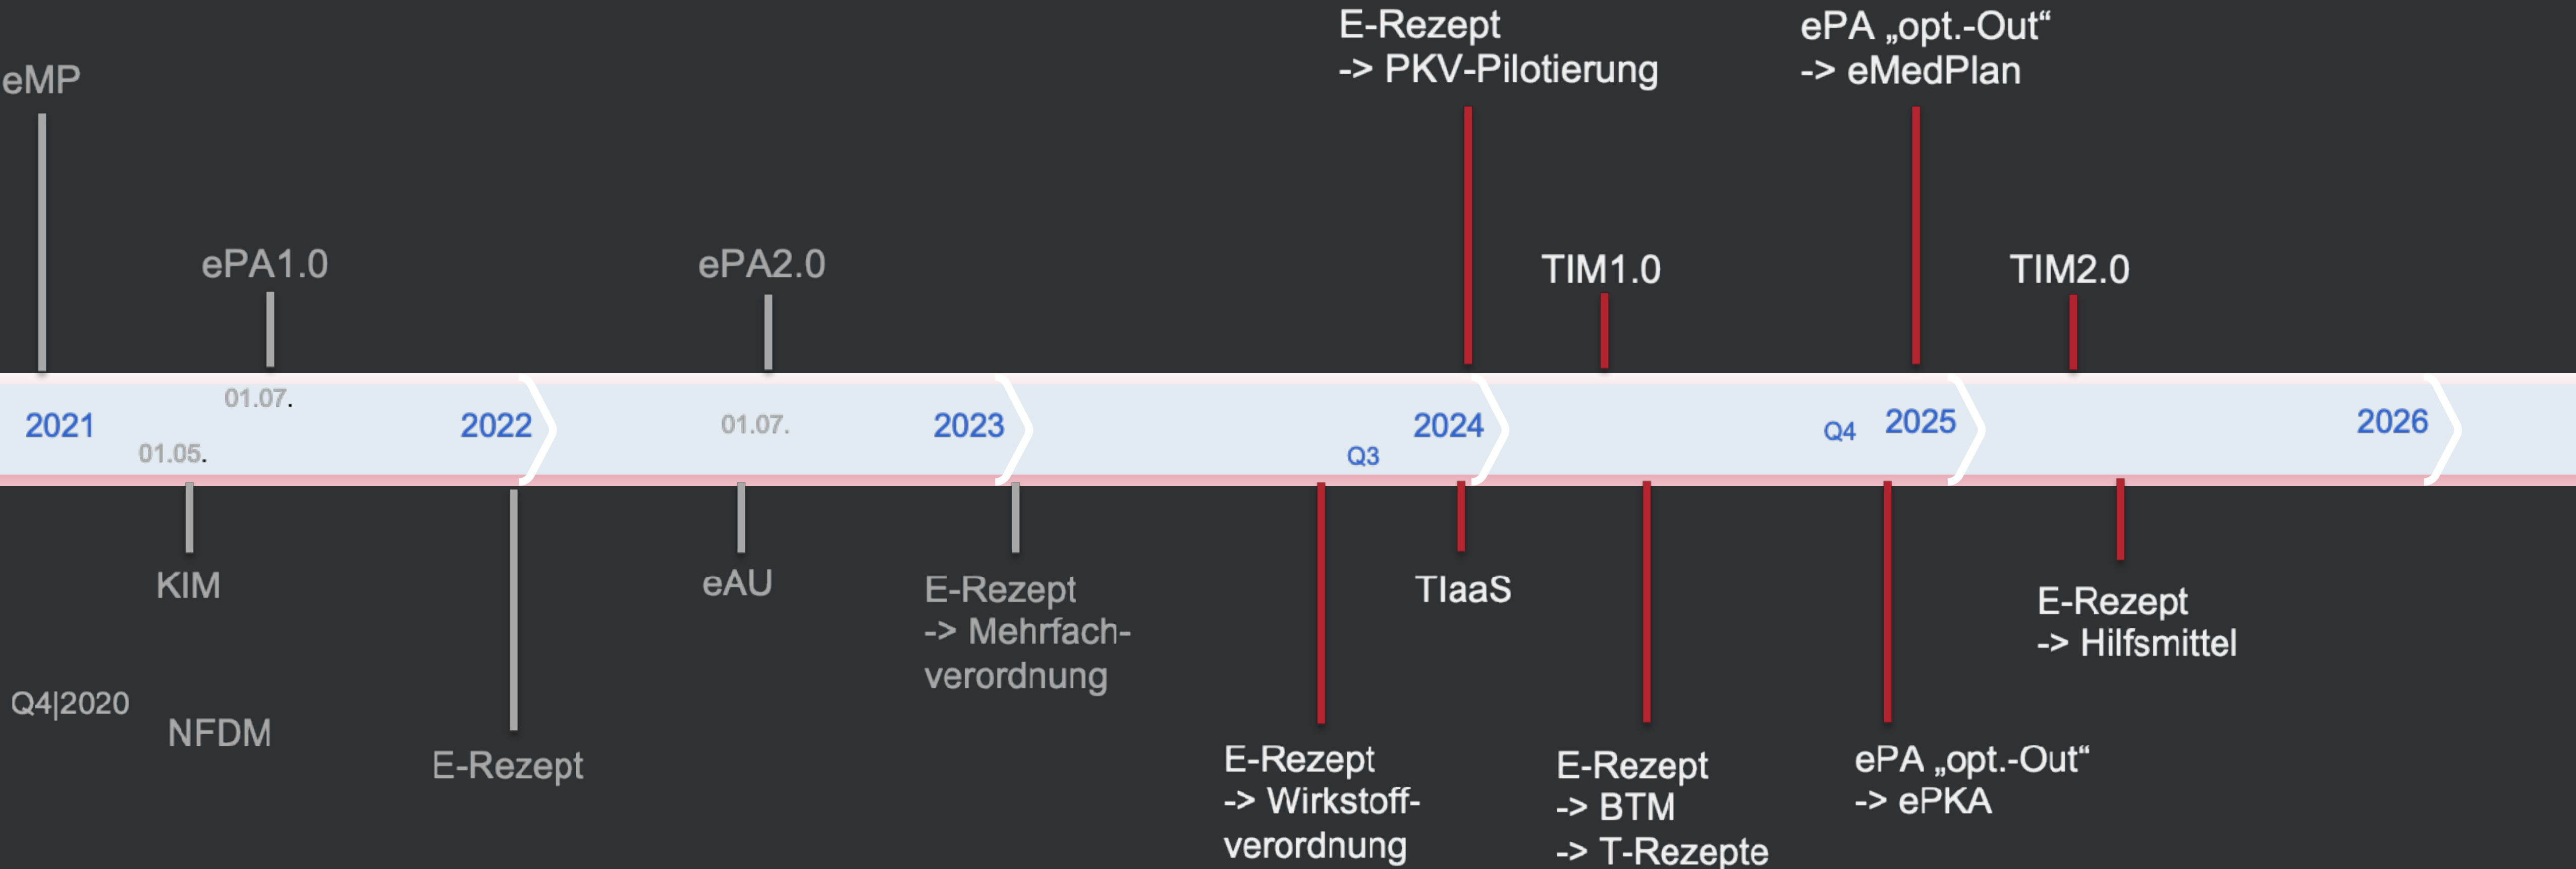 E-Rezept
-> PKV-Pilotierung
ePA „opt.-Out“
-> eMedPlan
eMP
ePA1.0
ePA2.0
TIM1.0
TIM2.0
2021
01.05.
01.07.
2022
01.07.
2023
Q3
2024
Q4
2025
2026
KIM
eAU
E-Rezept
-> Mehrfach-
verordnung
TIaaS
E-Rezept
-> Hilfsmittel
Q4|2020
NFDM
E-Rezept
E-Rezept
-> Wirkstoff-
verordnung
E-Rezept
-> BTM
-> T-Rezepte
ePA „opt.-Out“
-> ePKA